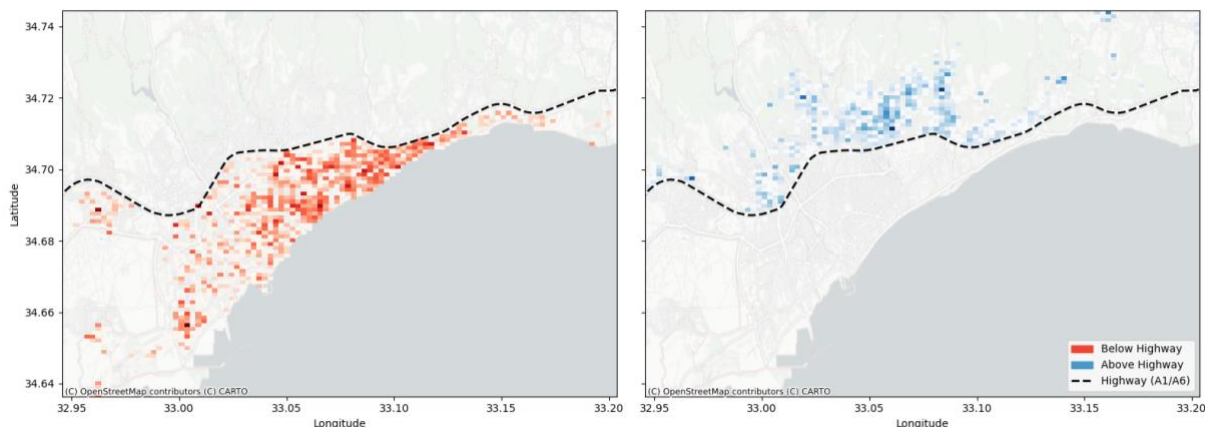 34.74
34.72
34.70
34.68
34.66
34.64
Latitude
(C) OpenStreetMap contributors (C) CARTO
32.95 33.00 33.05 33.10 33.15 33.20
Longitude
Below Highway
Above Highway
Highway (A1/A6)
(C) OpenStreetMap contributors (C) CARTO
32.95 33.00 33.05 33.10 33.15 33.20
Longitude